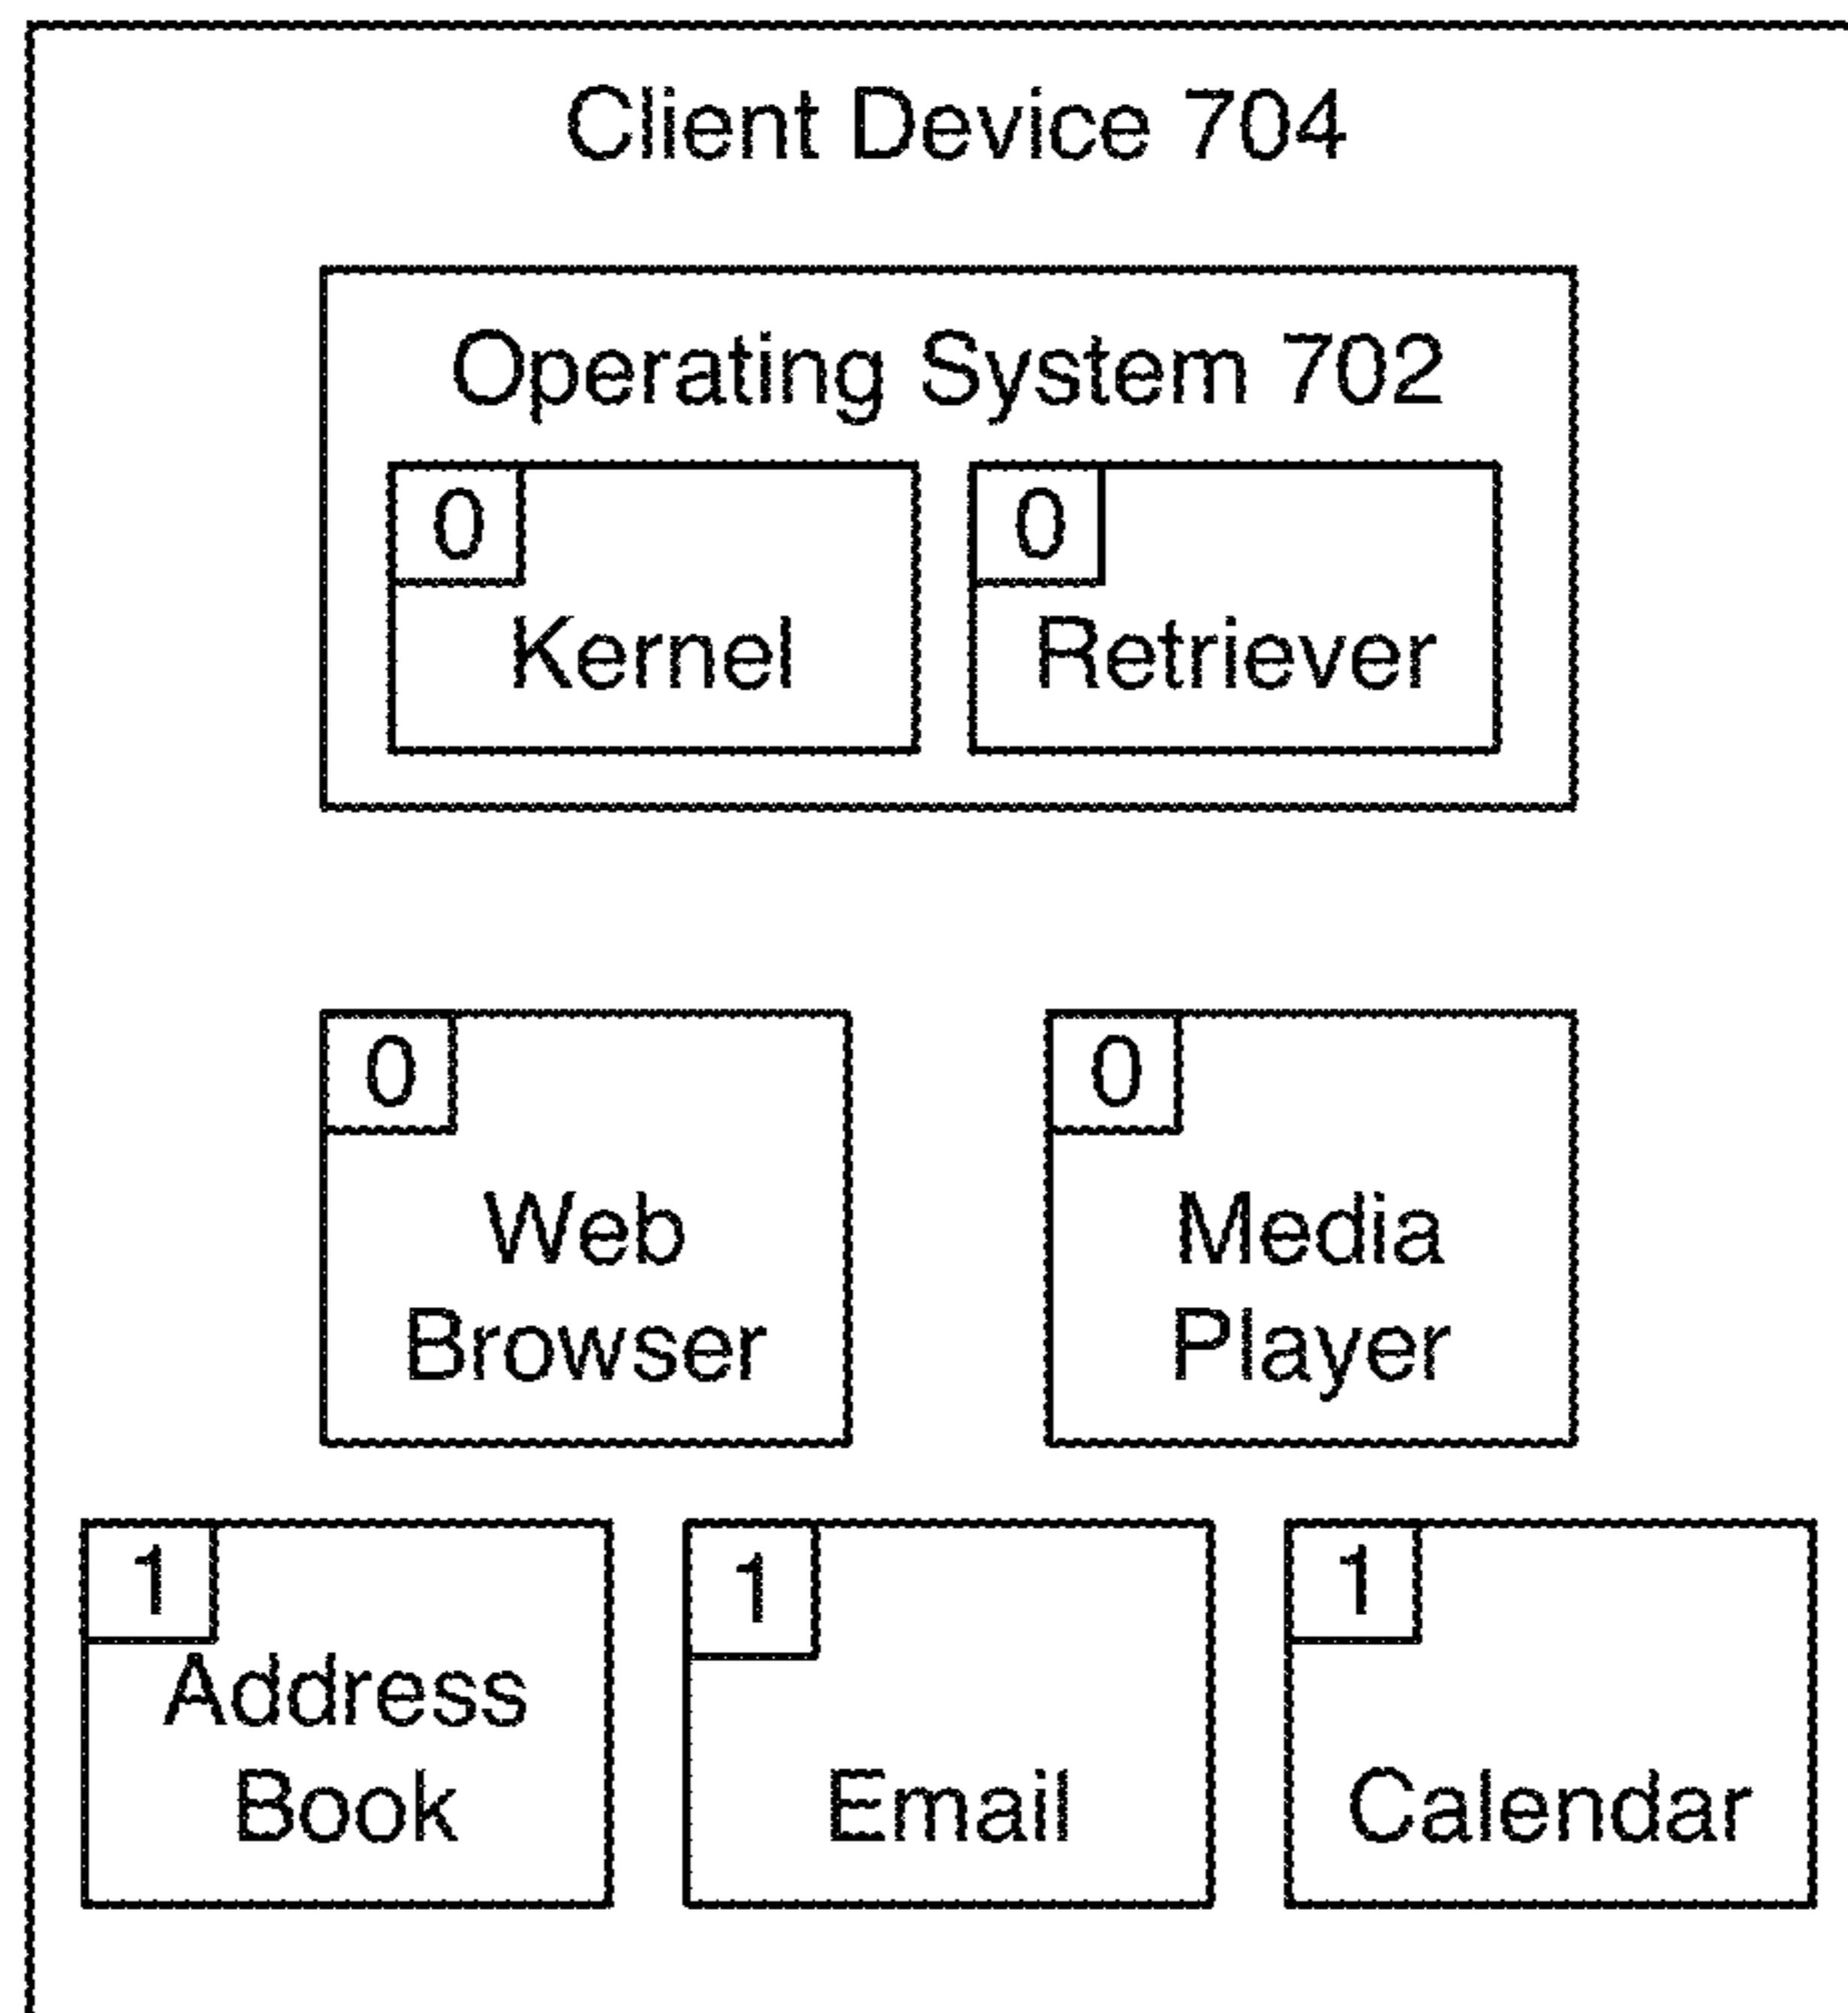 Client Device 704
Operating System 702
0
Kernel
0
Retriever
0
Web
Browser
0
Media
Player
1
Address
Book
1
Email
1
Calendar